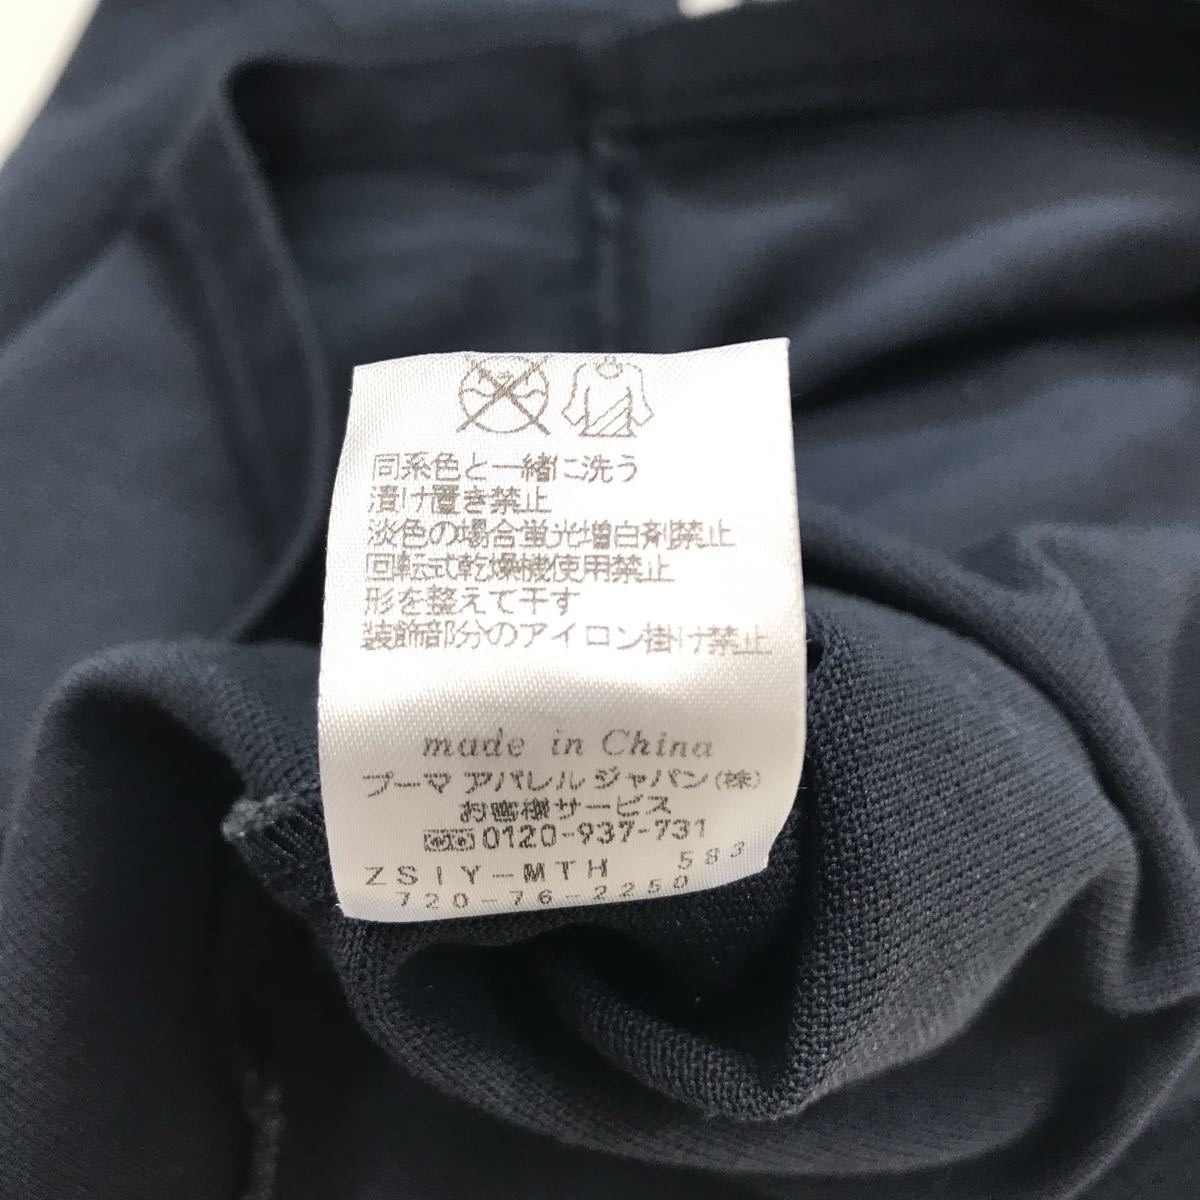 同系色と一緒に洗う
漬け置き禁止
淡色の場合蛍光増白剤禁止
回転式乾燥機使用禁止
形を整えて干す
装飾部分のアイロン掛け禁止
made in China
プーマ アパレル ジャパン(株)
お客様サービス
0120-937-731
ZSIY-MTH 583
720-76-2250